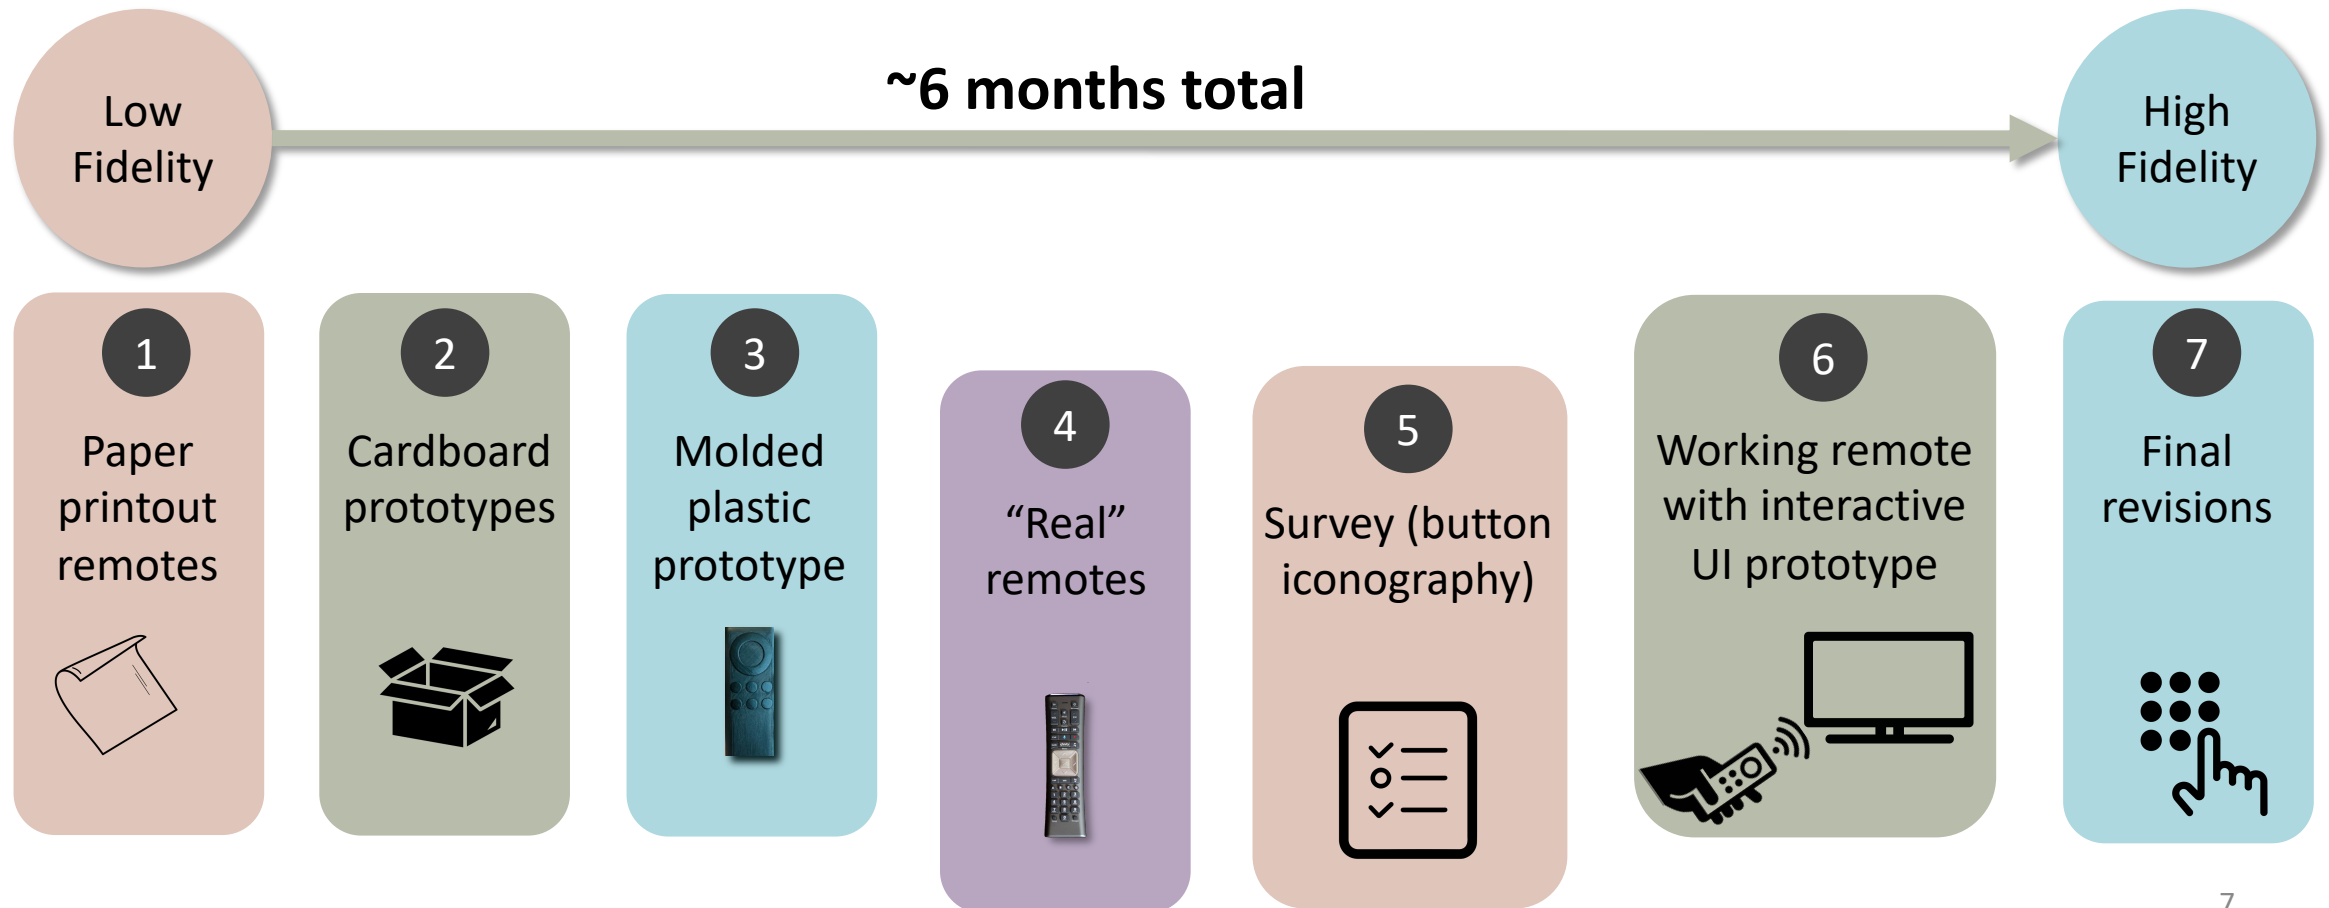 ~6 months total
Low
Fidelity
High
Fidelity
1
Paper
printout
remotes
2
Cardboard
prototypes
3
Molded
plastic
prototype
4
“Real”
remotes
5
Survey (button
iconography)
6
Working remote
with interactive
UI prototype
7
Final
revisions
7